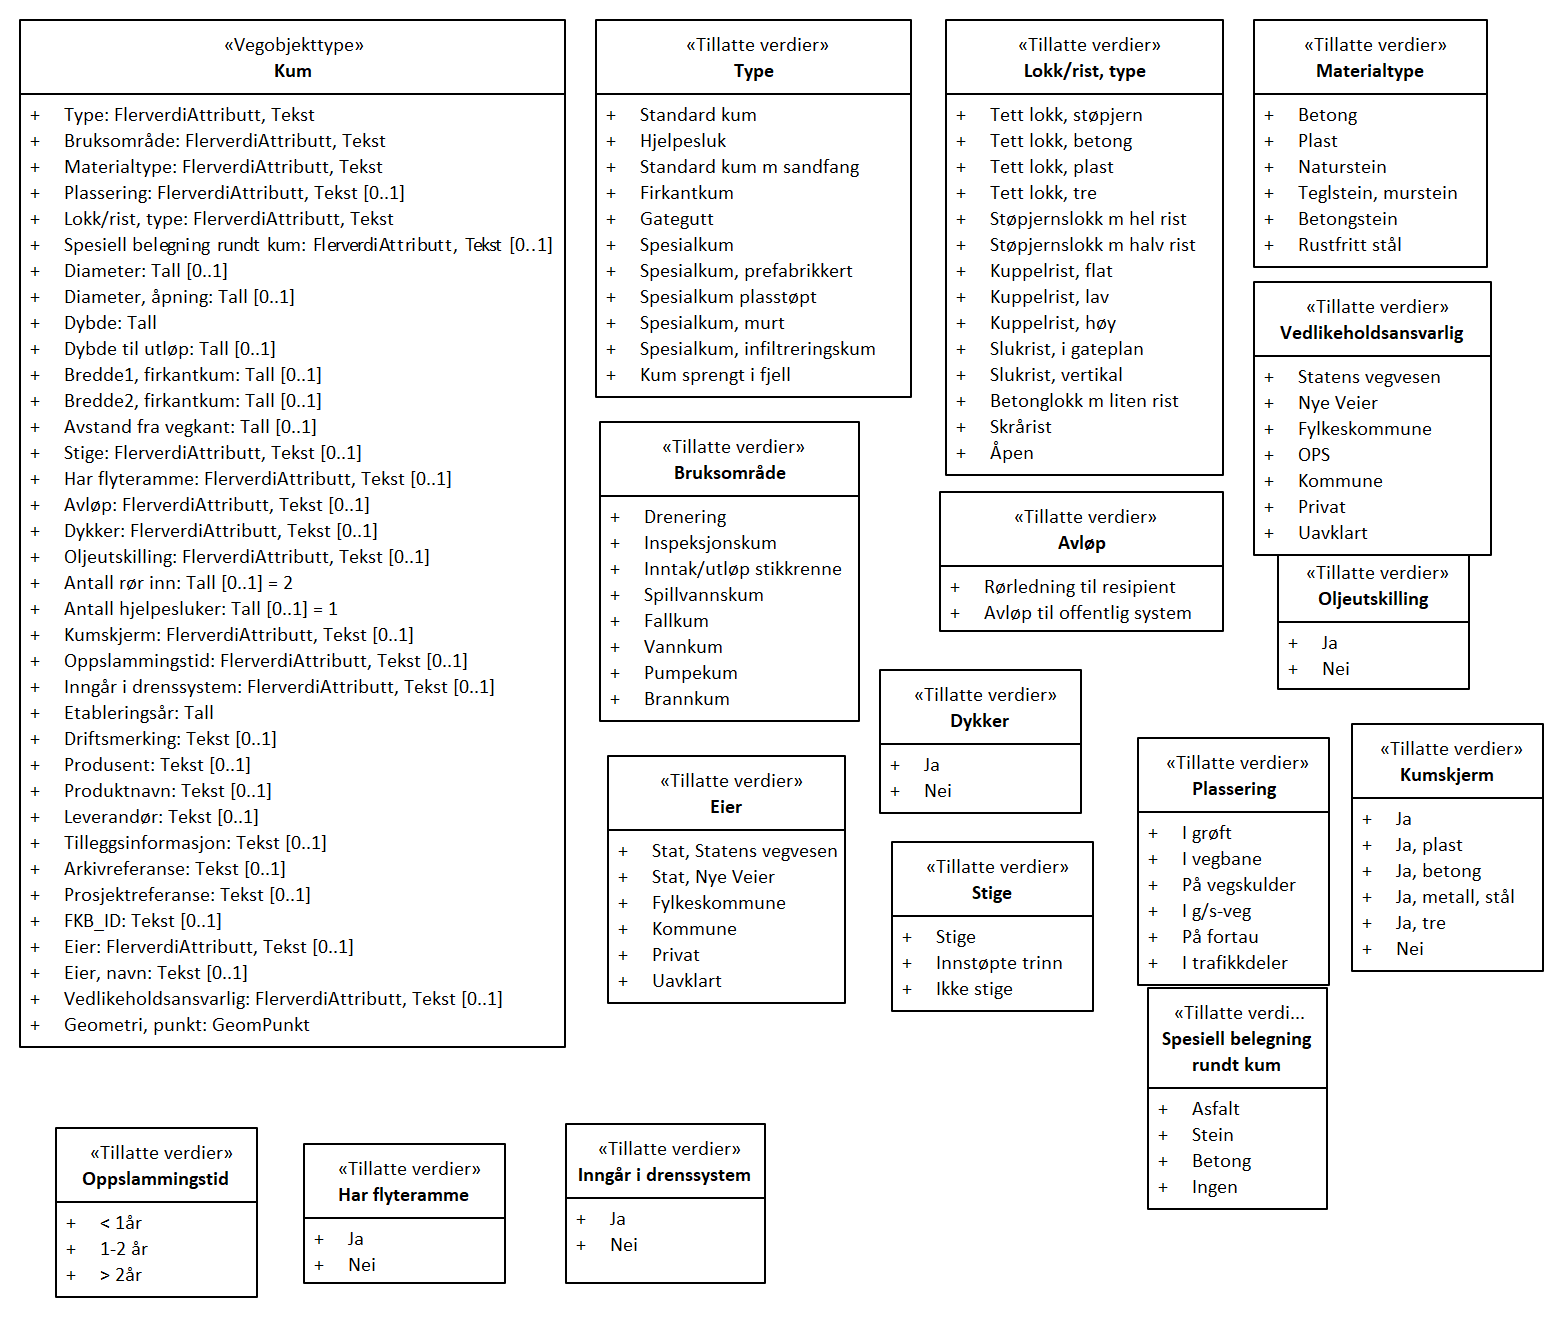 «Vegobjekttype»
Kum
+ Type: FlerverdiAttributt, Tekst
+ Bruksområde: FlerverdiAttributt, Tekst
+ Materialtype: FlerverdiAttributt, Tekst
+ Plassering: FlerverdiAttributt, Tekst [0..1]
+ Lokk/rist, type: FlerverdiAttributt, Tekst
+ Spesiell belegning rundt kum: FlerverdiAttributt, Tekst [0..1]
+ Diameter: Tall [0..1]
+ Diameter, åpning: Tall [0..1]
+ Dybde: Tall
+ Dybde til utløp: Tall [0..1]
+ Bredde1, firkantkum: Tall [0..1]
+ Bredde2, firkantkum: Tall [0..1]
+ Avstand fra vegkant: Tall [0..1]
+ Stige: FlerverdiAttributt, Tekst [0..1]
+ Har flyteramme: FlerverdiAttributt, Tekst [0..1]
+ Avløp: FlerverdiAttributt, Tekst [0..1]
+ Dykker: FlerverdiAttributt, Tekst [0..1]
+ Oljeutskilling: FlerverdiAttributt, Tekst [0..1]
+ Antall rør inn: Tall [0..1] = 2
+ Antall hjelpesluker: Tall [0..1] = 1
+ Kumskjerm: FlerverdiAttributt, Tekst [0..1]
+ Oppslammingstid: FlerverdiAttributt, Tekst [0..1]
+ Inngår i drenssystem: FlerverdiAttributt, Tekst [0..1]
+ Etableringsår: Tall
+ Driftsmerking: Tekst [0..1]
+ Produsent: Tekst [0..1]
+ Produktnavn: Tekst [0..1]
+ Leverandør: Tekst [0..1]
+ Tilleggsinformasjon: Tekst [0..1]
+ Arkivreferanse: Tekst [0..1]
+ Prosjektreferanse: Tekst [0..1]
+ FKB_ID: Tekst [0..1]
+ Eier: FlerverdiAttributt, Tekst [0..1]
+ Eier, navn: Tekst [0..1]
+ Vedlikeholdsansvarlig: FlerverdiAttributt, Tekst [0..1]
+ Geometri, punkt: GeomPunkt
«Tillatte verdier»
Type
+ Standard kum
+ Hjelpesluk
+ Standard kum m sandfang
+ Firkantkum
+ Gategutt
+ Spesialkum
+ Spesialkum, prefabrikkert
+ Spesialkum plasstøpt
+ Spesialkum, murt
+ Spesialkum, infiltreringskum
+ Kum sprengt i fjell
«Tillatte verdier»
Lokk/rist, type
+ Tett lokk, støpjern
+ Tett lokk, betong
+ Tett lokk, plast
+ Tett lokk, tre
+ Støpjernslokk m hel rist
+ Støpjernslokk m halv rist
+ Kuppelrist, flat
+ Kuppelrist, lav
+ Kuppelrist, høy
+ Slukrist, i gateplan
+ Slukrist, vertikal
+ Betonglokk m liten rist
+ Skrårist
+ Åpen
«Tillatte verdier»
Materialtype
+ Betong
+ Plast
+ Naturstein
+ Teglstein, murstein
+ Betongstein
+ Rustfritt stål
«Tillatte verdier»
Vedlikeholdsansvarlig
+ Statens vegvesen
+ Nye Veier
+ Fylkeskommune
+ OPS
+ Kommune
+ Privat
+ Uavklart
«Tillatte verdier»
Bruksområde
+ Drenering
+ Inspeksjonskum
+ Inntak/utløp stikkrenne
+ Spillvannskum
+ Fallkum
+ Vannkum
+ Pumpekum
+ Brannkum
«Tillatte verdier»
Avløp
+ Rørledning til resipient
+ Avløp til offentlig system
«Tillatte verdier»
Oljeutskilling
+ Ja
+ Nei
«Tillatte verdier»
Dykker
+ Ja
+ Nei
«Tillatte verdier»
Eier
+ Stat, Statens vegvesen
+ Stat, Nye Veier
+ Fylkeskommune
+ Kommune
+ Privat
+ Uavklart
«Tillatte verdier»
Stige
+ Stige
+ Innstøpte trinn
+ Ikke stige
«Tillatte verdier»
Plassering
+ I grøft
+ I vegbane
+ På vegskulder
+ I g/s-veg
+ På fortau
+ I trafikkdeler
«Tillatte verdier»
Kumskjerm
+ Ja
+ Ja, plast
+ Ja, betong
+ Ja, metall, stål
+ Ja, tre
+ Nei
«Tillatte verdi...
Spesiell belegning
rundt kum
+ Asfalt
+ Stein
+ Betong
+ Ingen
«Tillatte verdier»
Oppslammingstid
+ < 1år
+ 1-2 år
+ > 2år
«Tillatte verdier»
Har flyteramme
+ Ja
+ Nei
«Tillatte verdier»
Inngår i drenssystem
+ Ja
+ Nei